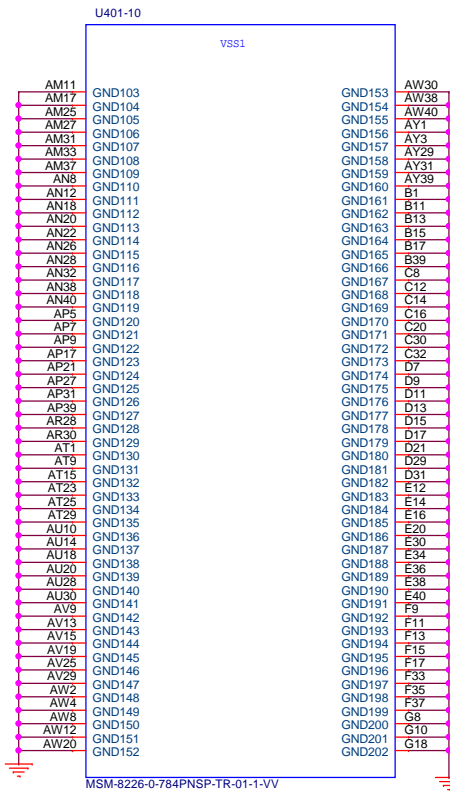 U401-10
VSS1
AM11 GND103 GND153 AW30
AM17 GND104 GND154 AW38
AM25 GND105 GND155 AW40
AM27 GND106 GND156 AY1
AM31 GND107 GND157 AY3
AM33 GND108 GND158 AY29
AM37 GND109 GND159 AY31
AN8 GND110 GND160 AY39
AN12 GND111 GND161 B1
AN18 GND112 GND162 B11
AN20 GND113 GND163 B13
AN22 GND114 GND164 B15
AN26 GND115 GND165 B17
AN28 GND116 GND166 B39
AN32 GND117 GND167 C8
AN38 GND118 GND168 C12
AN40 GND119 GND169 C14
AP5 GND120 GND170 C16
AP7 GND121 GND171 C20
AP9 GND122 GND172 C30
AP17 GND123 GND173 C32
AP21 GND124 GND174 D7
AP27 GND125 GND175 D9
AP31 GND126 GND176 D11
AP39 GND127 GND177 D13
AR28 GND128 GND178 D15
AR30 GND129 GND179 D17
AT1 GND130 GND180 D21
AT9 GND131 GND181 D29
AT15 GND132 GND182 D31
AT23 GND133 GND183 E12
AT25 GND134 GND184 E14
AT29 GND135 GND185 E16
AU10 GND136 GND186 E20
AU14 GND137 GND187 E30
AU18 GND138 GND188 E34
AU20 GND139 GND189 E36
AU28 GND140 GND190 E38
AU30 GND141 GND191 E40
AV9 GND142 GND192 F9
AV13 GND143 GND193 F11
AV15 GND144 GND194 F13
AV19 GND145 GND195 F15
AV25 GND146 GND196 F17
AV29 GND147 GND197 F33
AW2 GND148 GND198 F35
AW4 GND149 GND199 F37
AW8 GND150 GND200 G8
AW12 GND151 GND201 G10
AW20 GND152 GND202 G18
MSM-8226-0-784PNSP-TR-01-1-VV